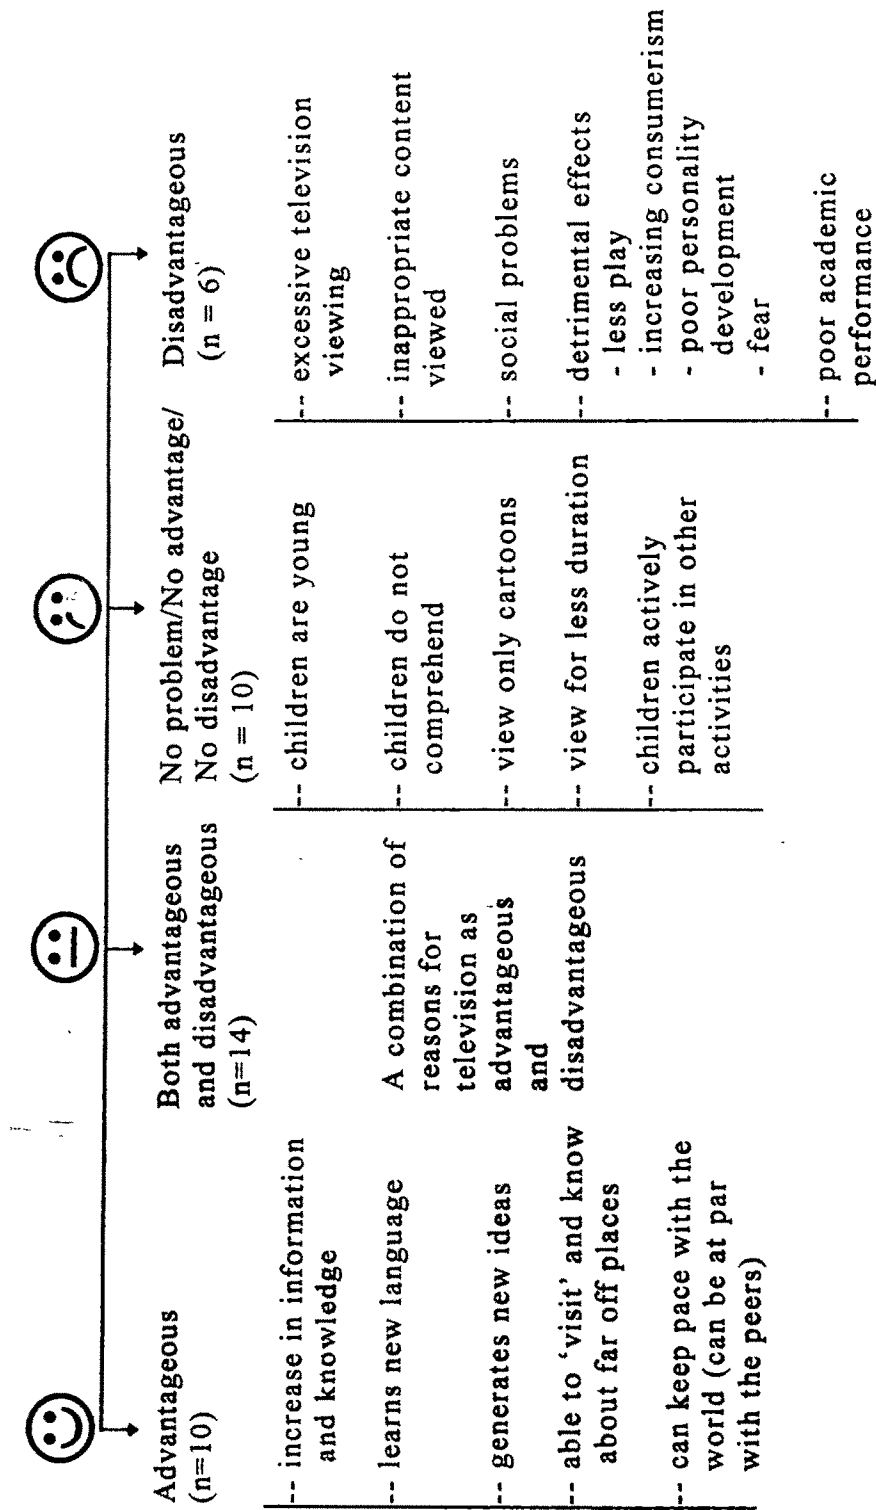 Advantageous
(n=10)
-- increase in information
and knowledge
-- learns new language
-- generates new ideas
-- able to ‘visit’ and know
about far off places
-- can keep pace with the
world (can be at par
with the peers)
Both advantageous
and disadvantageous
(n=14)
A combination of
reasons for
television as
advantageous
and
disadvantageous
No problem/No advantage/
No disadvantage
(n = 10)
-- children are young
-- children do not
comprehend
-- view only cartoons
-- view for less duration
-- children actively
participate in other
activities
Disadvantageous
(n = 6)
-- excessive television
viewing
-- inappropriate content
viewed
-- social problems
-- detrimental effects
- less play
- increasing consumerism
- poor personality
development
- fear
-- poor academic
performance